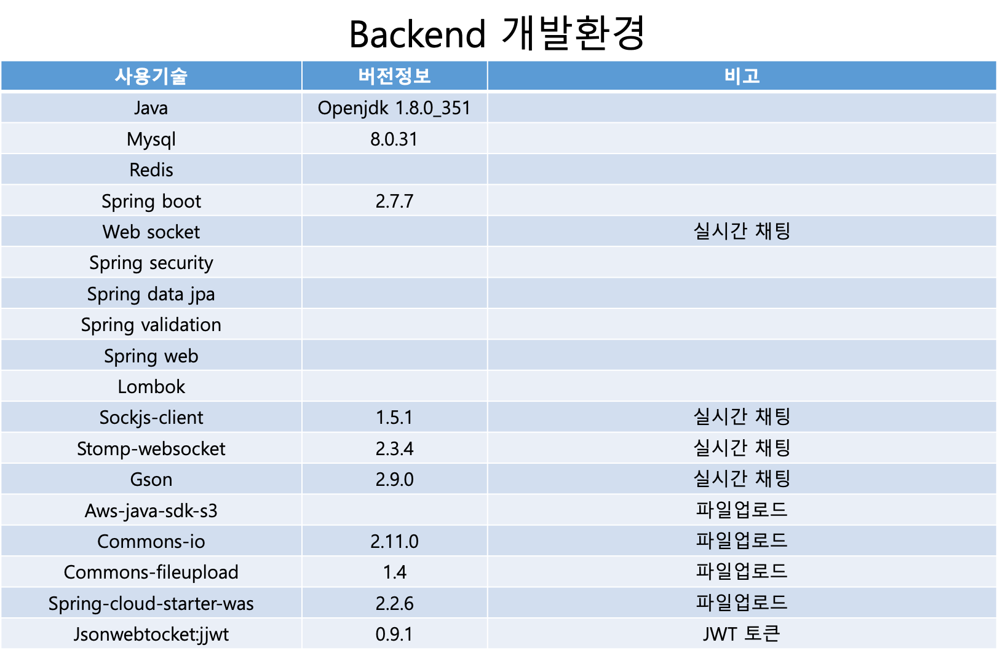 Backend 개발환경
사용기술 버전정보 비고
Java Openjdk 1.8.0_351
Mysql 8.0.31
Redis
Spring boot 2.7.7
Web socket 실시간 채팅
Spring security
Spring data jpa
Spring validation
Spring web
Lombok
Sockjs-client 1.5.1 실시간 채팅
Stomp-websocket 2.3.4 실시간 채팅
Gson 2.9.0 실시간 채팅
Aws-java-sdk-s3 파일업로드
Commons-io 2.11.0 파일업로드
Commons-fileupload 1.4 파일업로드
Spring-cloud-starter-was 2.2.6 파일업로드
Jsonwebtocket:jjwt 0.9.1 JWT 토큰